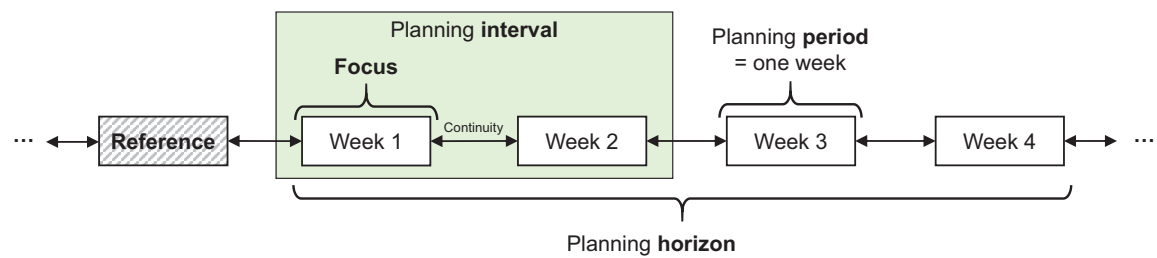 Planning interval
Planning period
= one week
Focus
... Reference Week 1 Continuity Week 2 Week 3 Week 4 ...
Planning horizon